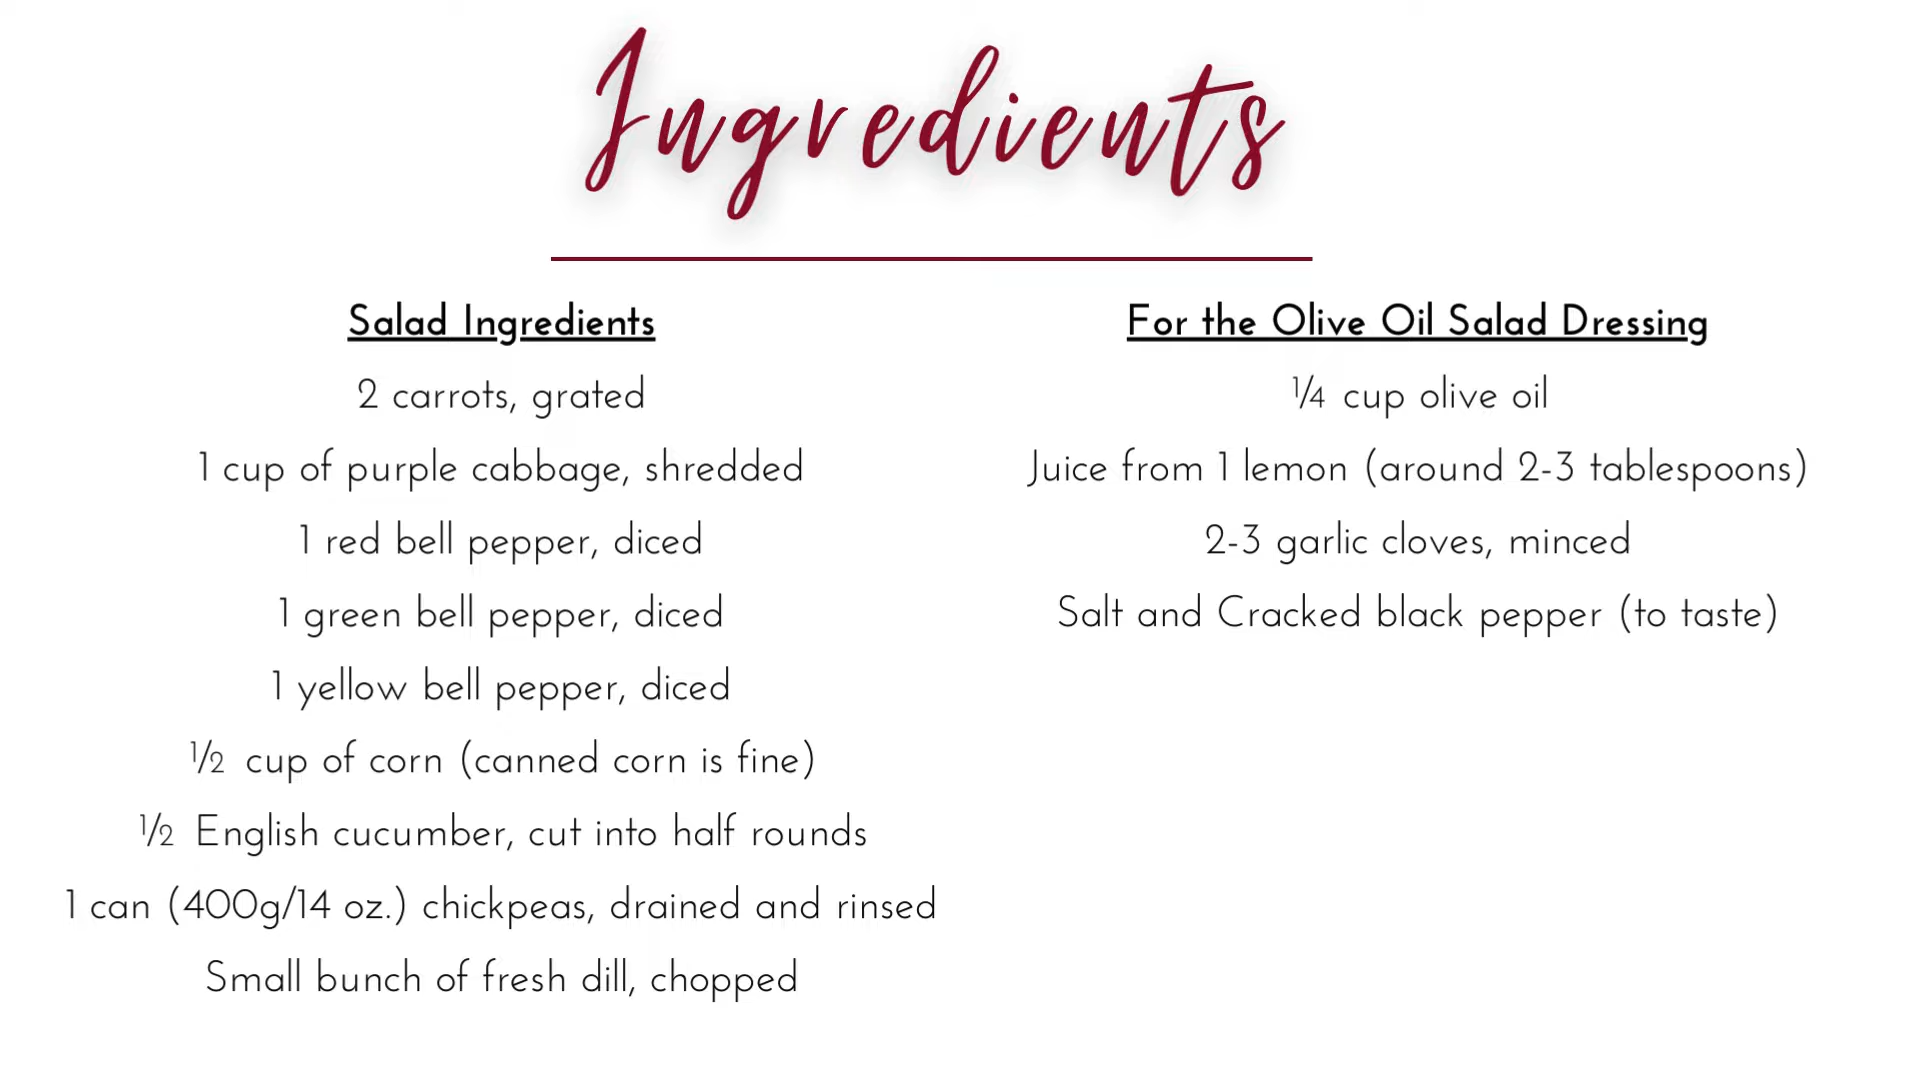 Ingredients
Salad Ingredients
2 carrots, grated
1 cup of purple cabbage, shredded
1 red bell pepper, diced
1 green bell pepper, diced
1 yellow bell pepper, diced
½ cup of corn (canned corn is fine)
½ English cucumber, cut into half rounds
1 can (400g/14 oz.) chickpeas, drained and rinsed
Small bunch of fresh dill, chopped
For the Olive Oil Salad Dressing
¼ cup olive oil
Juice from 1 lemon (around 2-3 tablespoons)
2-3 garlic cloves, minced
Salt and Cracked black pepper (to taste)